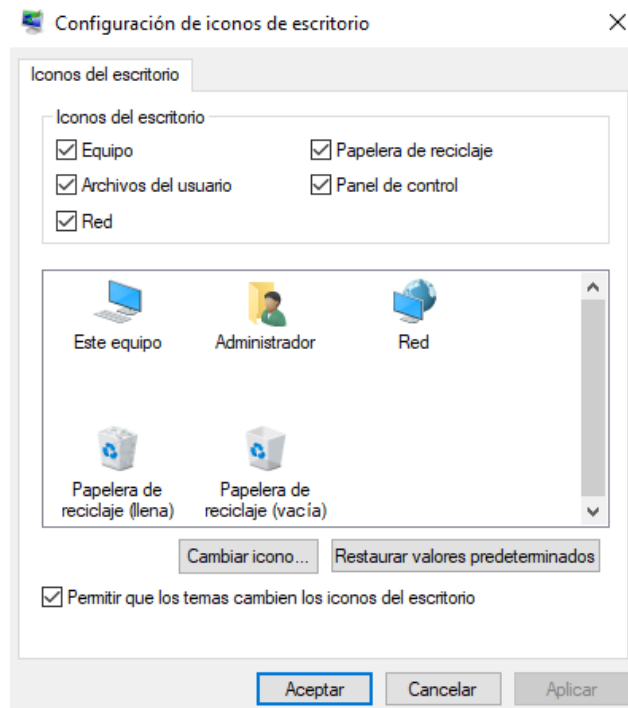 Configuración de iconos de escritorio
Iconos del escritorio
Iconos del escritorio
Equipo
Papelera de reciclaje
Archivos del usuario
Panel de control
Red
Este equipo
Administrador
Red
Papelera de
reciclaje (llena)
Papelera de
reciclaje (vacía)
Cambiar icono...
Restaurar valores predeterminados
Permitir que los temas cambien los iconos del escritorio
Aceptar
Cancelar
Aplicar